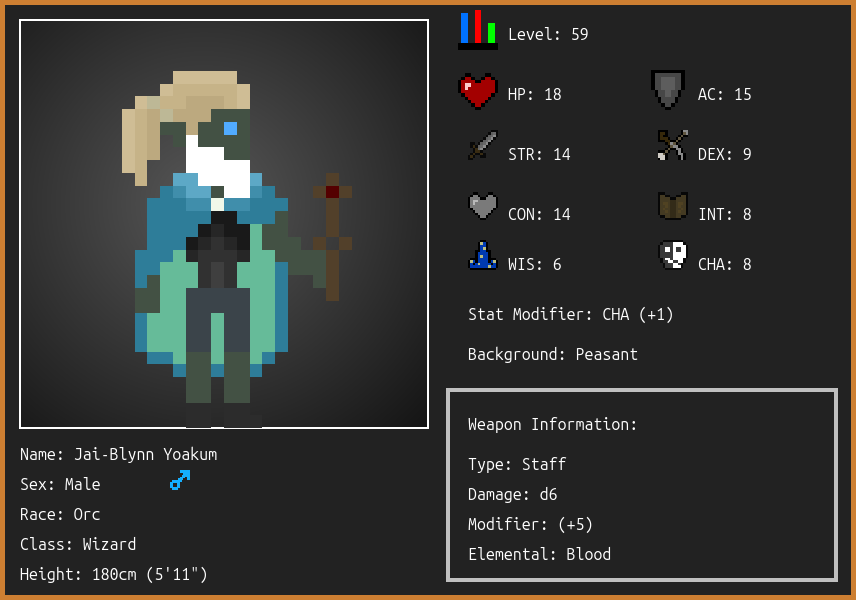 Level: 59
HP: 18
AC: 15
STR: 14
DEX: 9
CON: 14
INT: 8
WIS: 6
CHA: 8
Stat Modifier: CHA (+1)
Background: Peasant
Weapon Information:
Type: Staff
Damage: d6
Modifier: (+5)
Elemental: Blood
Name: Jai-Blynn Yoakum
Sex: Male
Race: Orc
Class: Wizard
Height: 180cm (5'11")